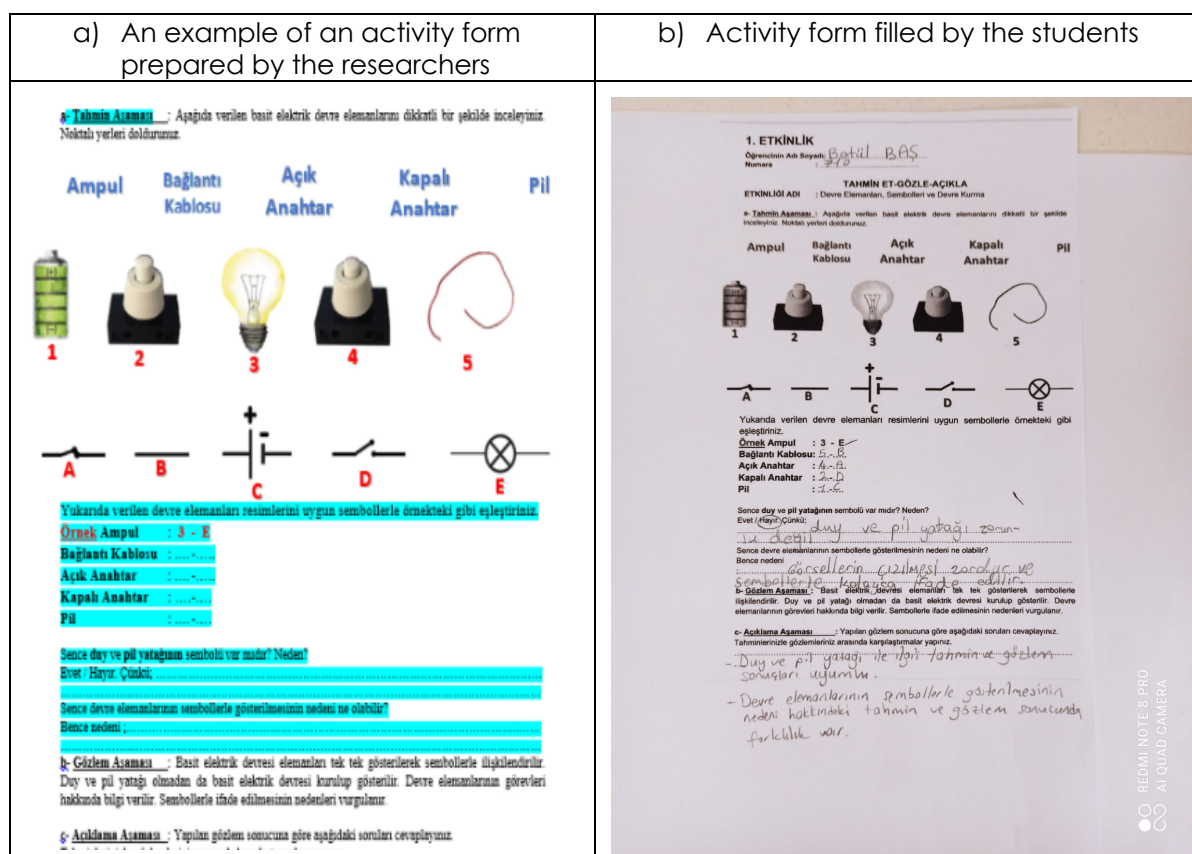 a) An example of an activity form
prepared by the researchers
b) Activity form filled by the students
a- Tahmin Aşaması : Aşağıda verilen basit elektrik devre elemanlarını dikkatli bir şekilde inceleyiniz.
Noktalı yerleri doldurunuz.
Ampul Bağlantı Kablosu Açık Anahtar Kapalı Anahtar Pil
1 2 3 4 5
+ -
A B C D E
Yukarıda verilen devre elemanları resimlerini uygun sembollerle örnekteki gibi eşleştiriniz.
Örnek Ampul : 3 - E
Bağlantı Kablosu : ....-.....
Açık Anahtar : ....-.....
Kapalı Anahtar : ....-.....
Pil : ....-.....
Sence duy ve pil yatağının sembolü var mıdır? Neden?
Evet / Hayır. Çünkü;
Sence devre elemanlarının sembollerle gösterilmesinin nedeni ne olabilir?
Bence nedeni ;
b- Gözlem Aşaması : Basit elektrik devresi elemanları tek tek gösterilerek sembollerle ilişkilendirilir.
Duy ve pil yatağı olmadan da basit elektrik devresi kurulup gösterilir. Devre elemanlarının görevleri
hakkında bilgi verilir. Sembollerle ifade edilmesinin nedenleri vurgulanır.
c- Açıklama Aşaması : Yapılan gözlem sonucuna göre aşağıdaki soruları cevaplayınız.
1. ETKİNLİK
Öğrencinin Adı Soyadı: Betül BAŞ
Numara : 710
TAHMİN ET-GÖZLE-AÇIKLA
ETKİNLİĞİ ADI : Devre Elemanları, Sembolleri ve Devre Kurma
a- Tahmin Aşaması : Aşağıda verilen basit elektrik devre elemanlarını dikkatli bir şekilde
inceleyiniz. Noktalı yerleri doldurunuz.
Ampul Bağlantı Kablosu Açık Anahtar Kapalı Anahtar Pil
1 2 3 4 5
+ -
A B C D E
Yukarıda verilen devre elemanları resimlerini uygun sembollerle örnekteki gibi
eşleştiriniz.
Örnek Ampul : 3 - E
Bağlantı Kablosu: 5-B
Açık Anahtar : 4-A
Kapalı Anahtar : 2-D
Pil : 1-C
Sence duy ve pil yatağının sembolü var mıdır? Neden?
Evet / Hayır. Çünkü;
duy ve pil yatağı zorun-
lu değil
Sence devre elemanlarının sembollerle gösterilmesinin nedeni ne olabilir?
Bence nedeni
: Görsellerin çizilmesi zordur ve
sembollerle kolayca ifade edilir.
b- Gözlem Aşaması : Basit elektrik devresi elemanları tek tek gösterilerek sembollerle
ilişkilendirilir. Duy ve pil yatağı olmadan da basit elektrik devresi kurulup gösterilir. Devre
elemanlarının görevleri hakkında bilgi verilir. Sembollerle ifade edilmesinin nedenleri vurgulanır.
c- Açıklama Aşaması : Yapılan gözlem sonucuna göre aşağıdaki soruları cevaplayınız.
Tahminlerinizle gözlemleriniz arasında karşılaştırmalar yapınız.
- Duy ve pil yatağı ile ilgili tahmin ve gözlem
sonuçları uyumlu.
- Devre elemanlarının sembollerle gösterilmesinin
nedeni hakkındaki tahmin ve gözlem sonucunda
farklılık var.
REDMI NOTE 8 PRO
AI QUAD CAMERA